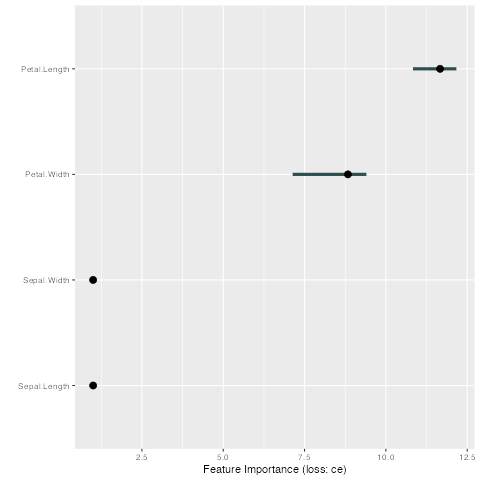 Petal.Length
Petal.Width
Sepal.Width
Sepal.Length
2.5 5.0 7.5 10.0 12.5
Feature Importance (loss: ce)